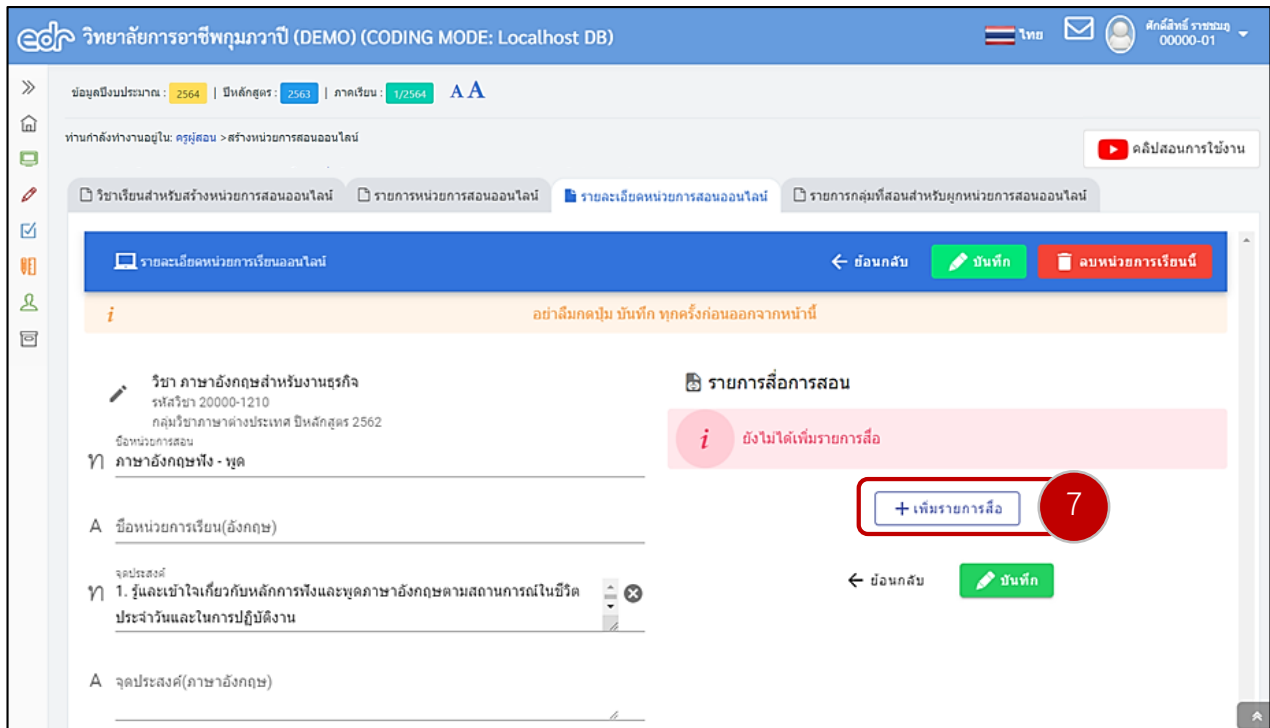 edr วิทยาลัยการอาชีพกุมภวาปี (DEMO) (CODING MODE: Localhost DB)
ไทย
ศักดิ์สิทธิ์ ราชชมภู
00000-01
ข้อมูลปีงบประมาณ : 2564 | ปีหลักสูตร : 2563 | ภาคเรียน : 1/2564 A A
ท่านกำลังทำงานอยู่ใน: ครูผู้สอน >สร้างหน่วยการสอนออนไลน์
คลิปสอนการใช้งาน
วิชาเรียนสำหรับสร้างหน่วยการสอนออนไลน์
รายการหน่วยการสอนออนไลน์
รายละเอียดหน่วยการสอนออนไลน์
รายการกลุ่มที่สอนสำหรับผูกหน่วยการสอนออนไลน์
รายละเอียดหน่วยการเรียนออนไลน์
ย้อนกลับ
บันทึก
ลบหน่วยการเรียนนี้
i อย่าลืมกดปุ่ม บันทึก ทุกครั้งก่อนออกจากหน้านี้
วิชา ภาษาอังกฤษสำหรับงานธุรกิจ
รหัสวิชา 20000-1210
กลุ่มวิชาภาษาต่างประเทศ ปีหลักสูตร 2562
ชื่อหน่วยการสอน
ภาษาอังกฤษฟัง - พูด
A ชื่อหน่วยการเรียน(อังกฤษ)
จุดประสงค์
1. รู้และเข้าใจเกี่ยวกับหลักการฟังและพูดภาษาอังกฤษตามสถานการณ์ในชีวิต
ประจำวันและในการปฏิบัติงาน
A จุดประสงค์(ภาษาอังกฤษ)
รายการสื่อการสอน
i ยังไม่ได้เพิ่มรายการสื่อ
+ เพิ่มรายการสื่อ
7
ย้อนกลับ
บันทึก